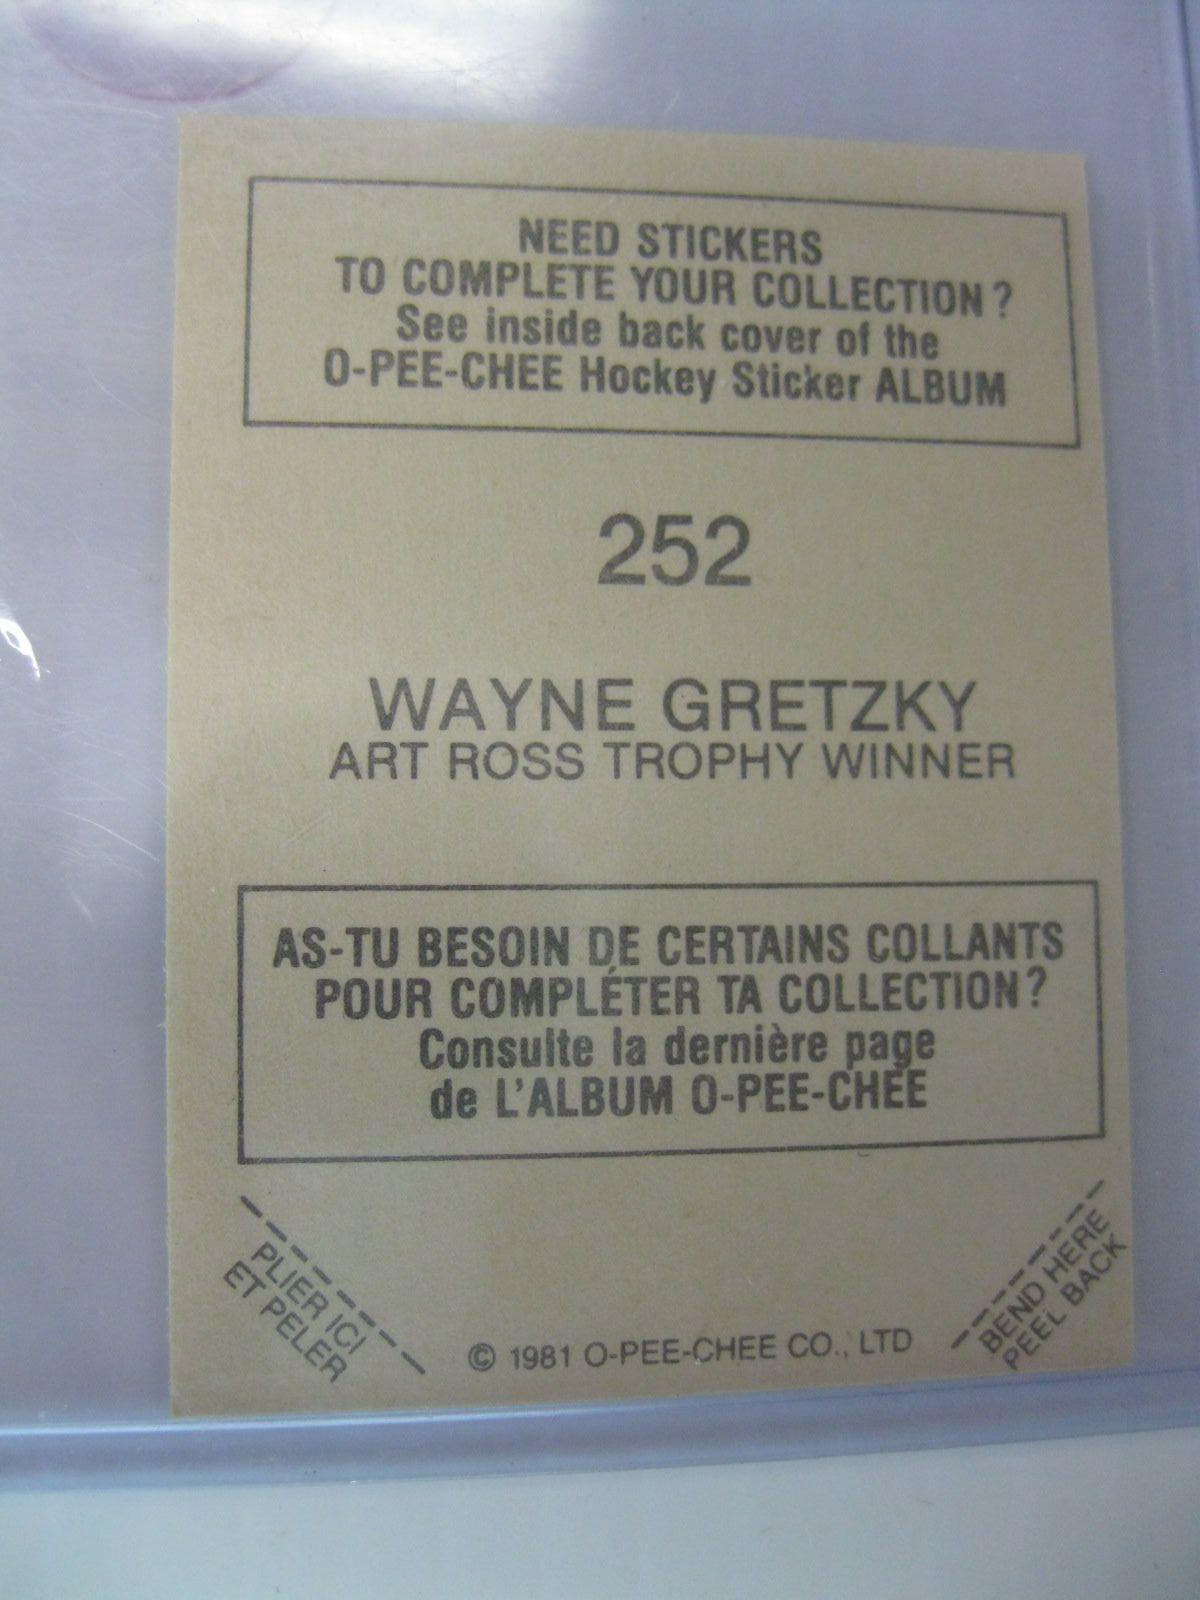 NEED STICKERS
TO COMPLETE YOUR COLLECTION?
See inside back cover of the
O-PEE-CHEE Hockey Sticker ALBUM
252
WAYNE GRETZKY
ART ROSS TROPHY WINNER
AS-TU BESOIN DE CERTAINS COLLANTS
POUR COMPLÉTER TA COLLECTION?
Consulte la dernière page
de L'ALBUM O-PEE-CHÉE
PLIER ICI
ET PELER
© 1981 O-PEE-CHEE CO., LTD
BEND HERE
PEEL BACK